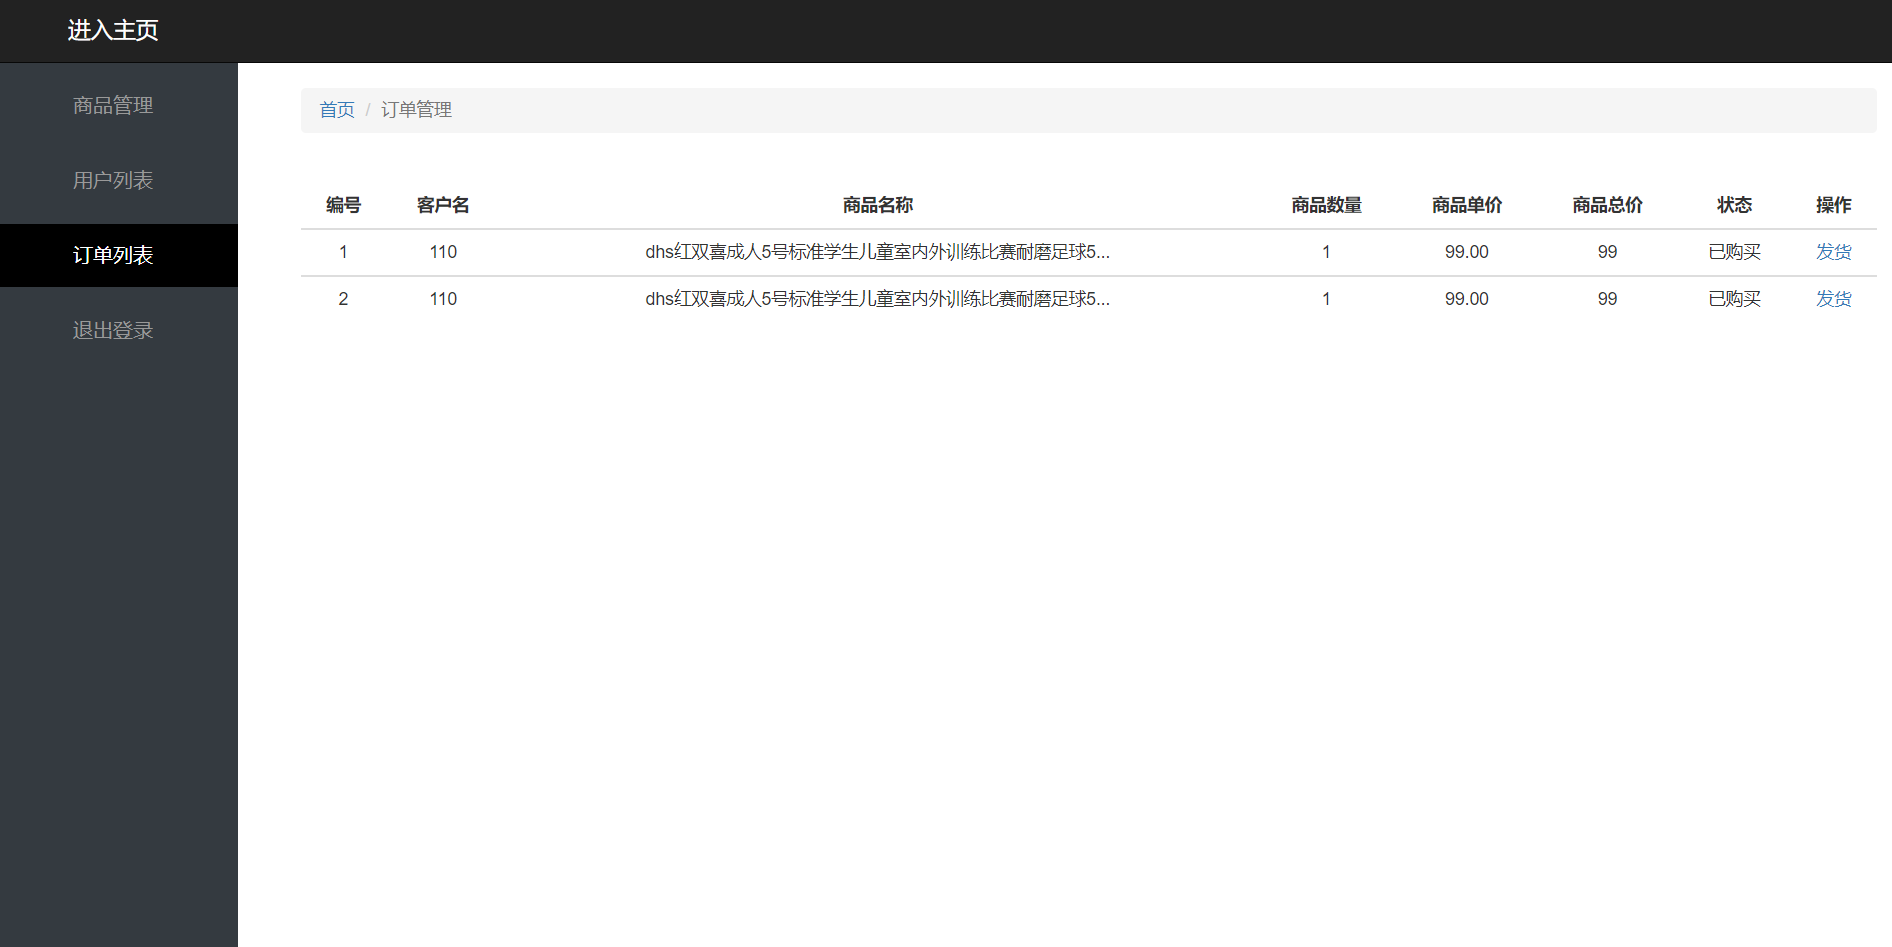 进入主页
商品管理
用户列表
订单列表
退出登录
首页 / 订单管理
编号 客户名 商品名称 商品数量 商品单价 商品总价 状态 操作
1 110 dhs红双喜成人5号标准学生儿童室内外训练比赛耐磨足球5... 1 99.00 99 已购买 发货
2 110 dhs红双喜成人5号标准学生儿童室内外训练比赛耐磨足球5... 1 99.00 99 已购买 发货